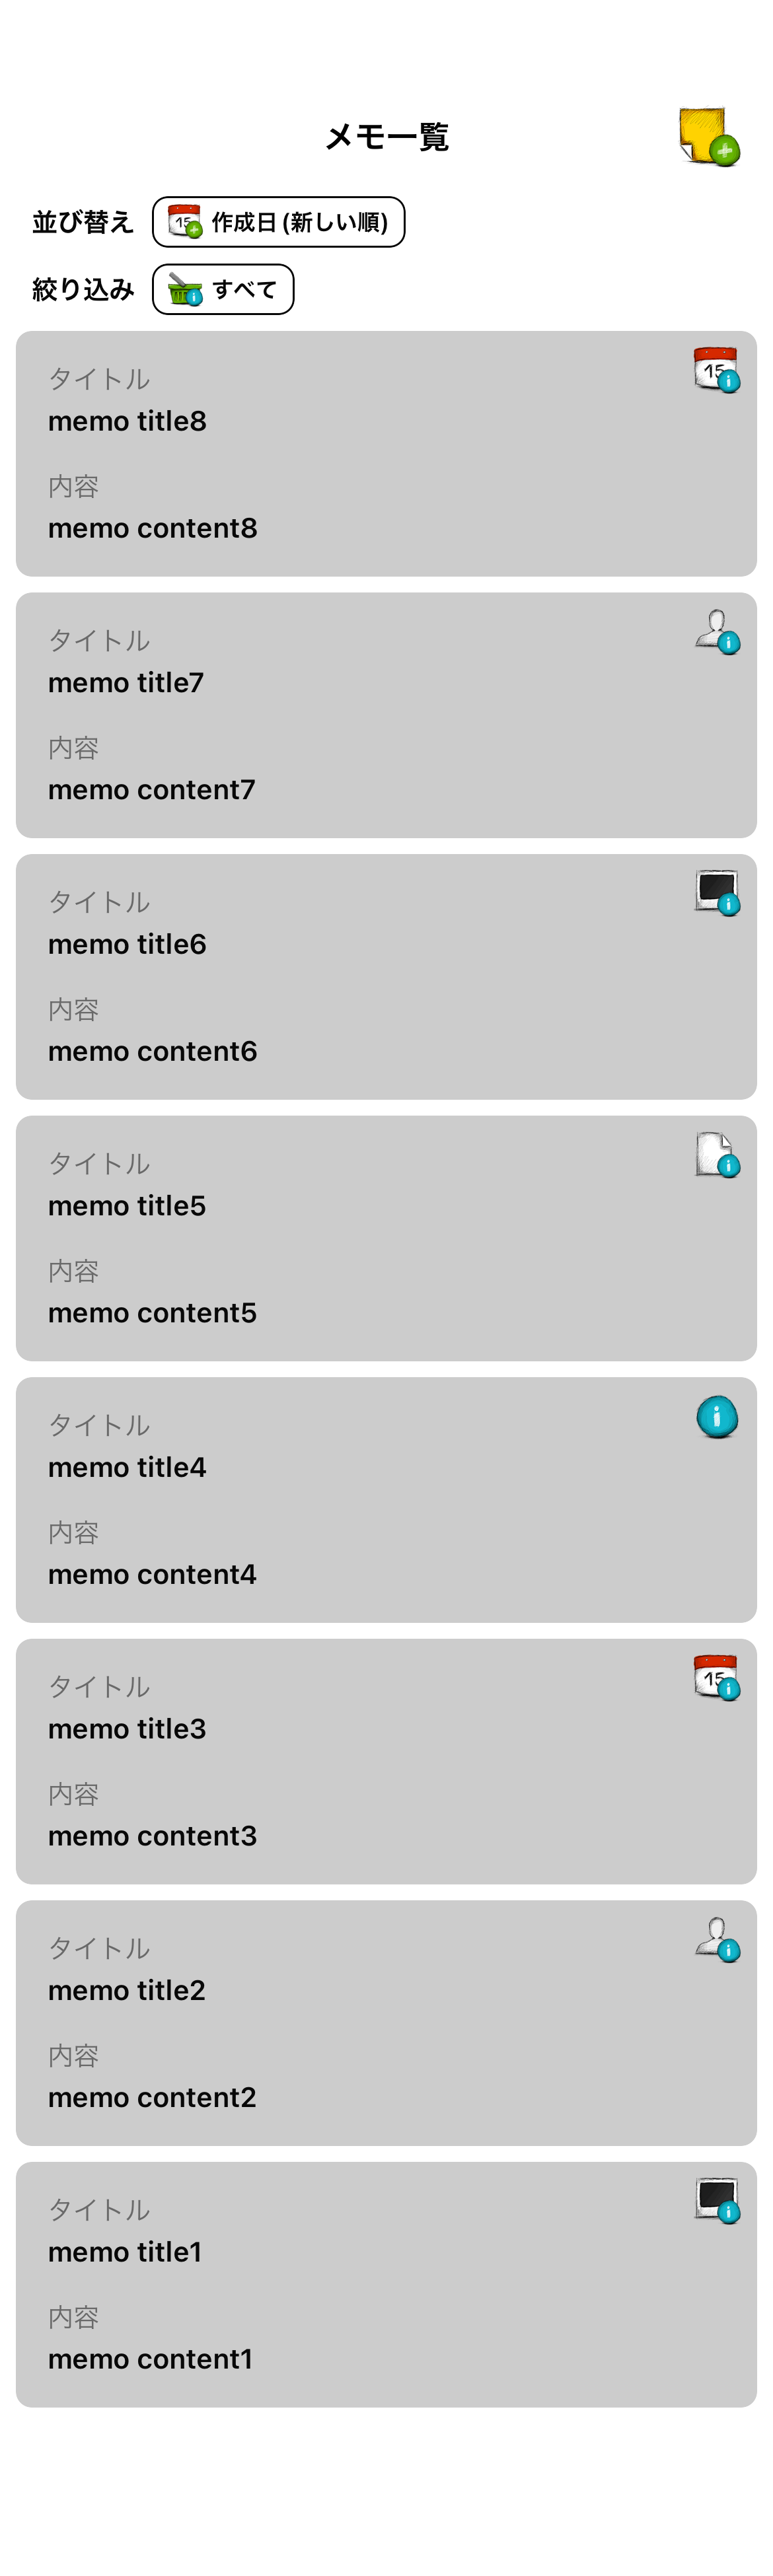 メモ一覧
並び替え 15 作成日(新しい順)
絞り込み すべて
15
タイトル
memo title8
内容
memo content8
タイトル
memo title7
内容
memo content7
タイトル
memo title6
内容
memo content6
タイトル
memo title5
内容
memo content5
タイトル
memo title4
内容
memo content4
15
タイトル
memo title3
内容
memo content3
タイトル
memo title2
内容
memo content2
タイトル
memo title1
内容
memo content1